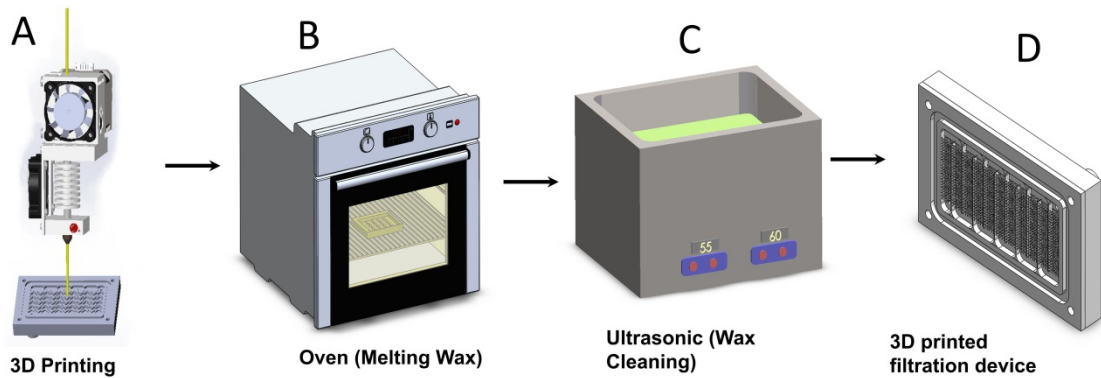 A
B
C
D
55
60
3D Printing
Oven (Melting Wax)
Ultrasonic (Wax
Cleaning)
3D printed
filtration device